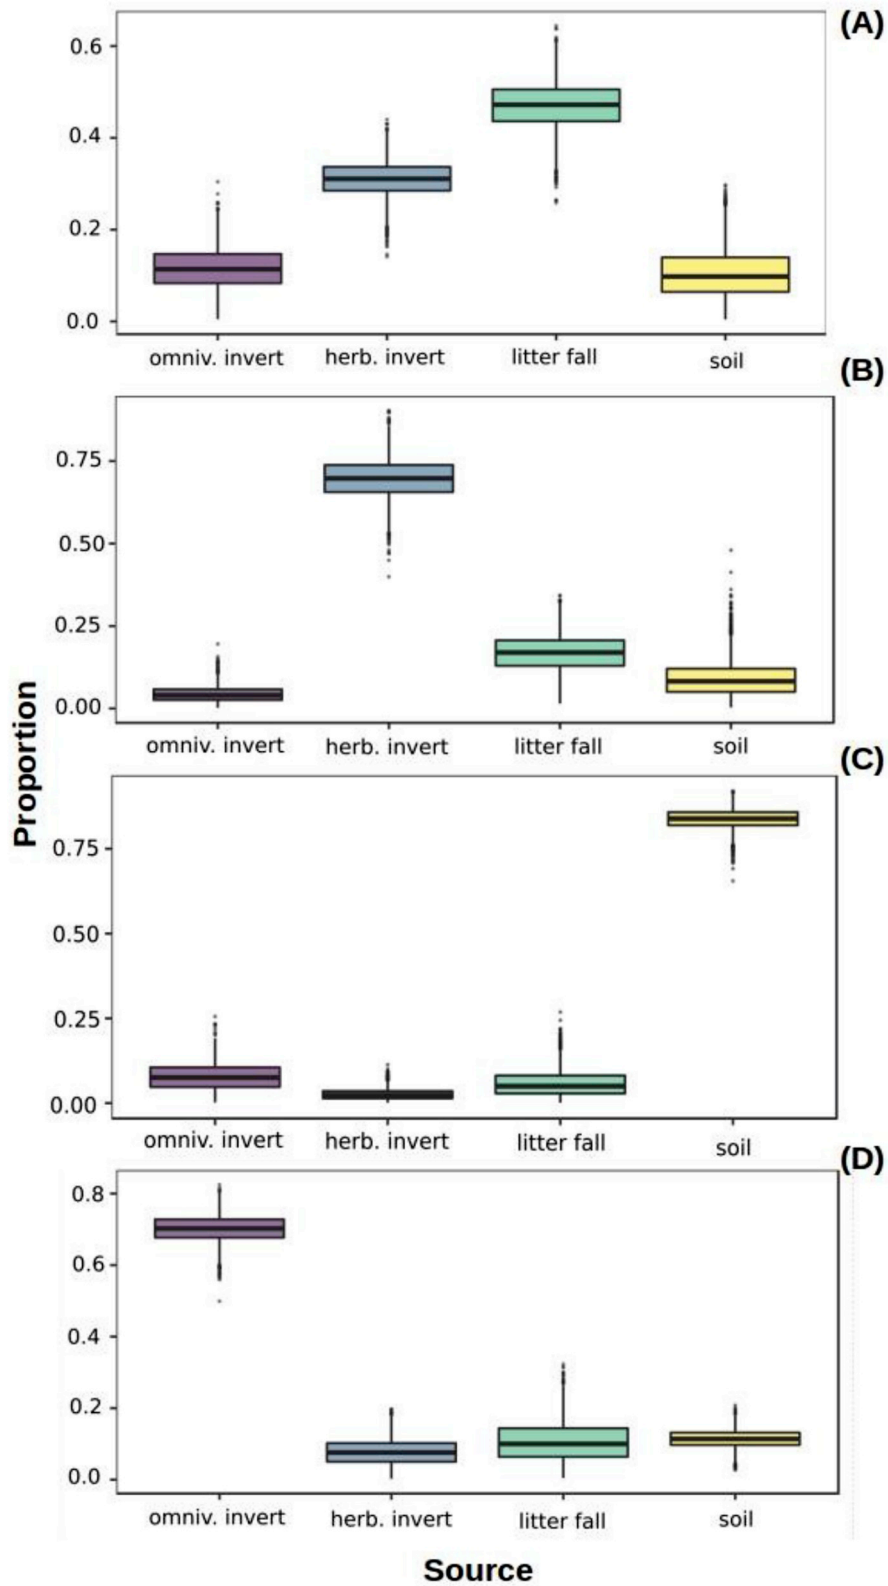 (A)
0.6
0.4
0.2
0.0
omniv. invert herb. invert litter fall soil
(B)
0.75
0.50
0.25
0.00
omniv. invert herb. invert litter fall soil
(C)
Proportion
0.75
0.50
0.25
0.00
omniv. invert herb. invert litter fall soil
(D)
0.8
0.6
0.4
0.2
0.0
omniv. invert herb. invert litter fall soil
Source